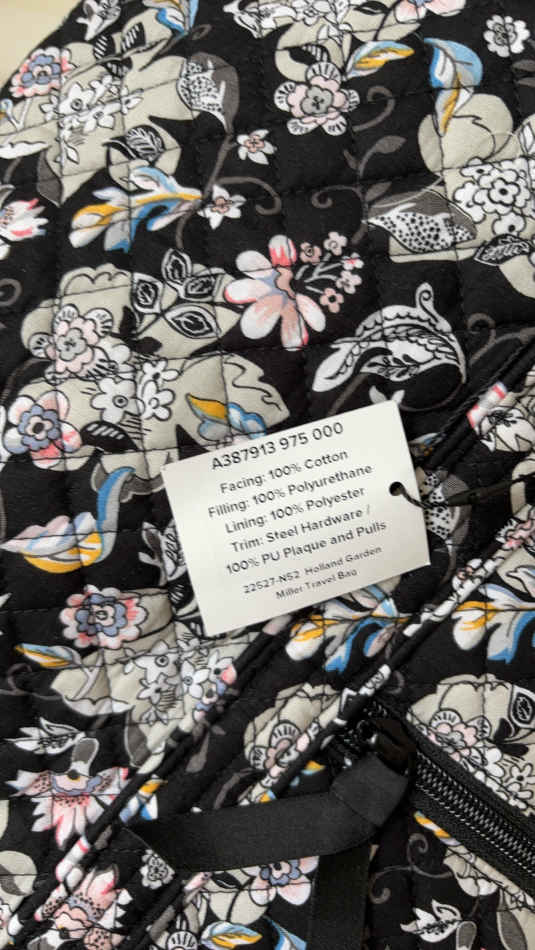 A387913 975 000
Facing: 100% Cotton
Filling: 100% Polyurethane
Lining: 100% Polyester
Trim: Steel Hardware /
100% PU Plaque and Pulls
22527-N52 Holland Garden
Miller Travel Bag